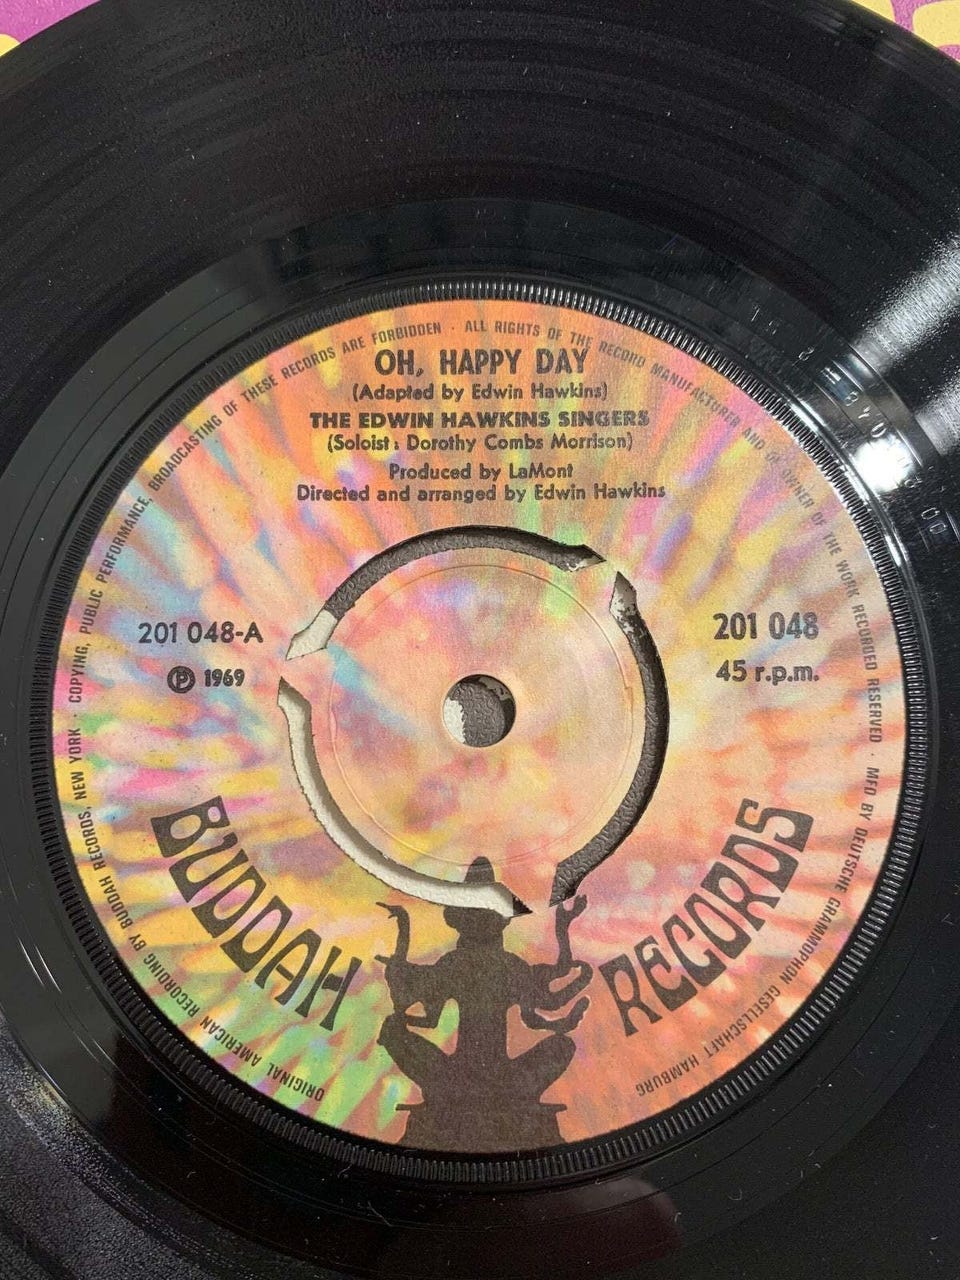 OH, HAPPY DAY
(Adapted by Edwin Hawkins)
THE EDWIN HAWKINS SINGERS
(Soloist: Dorothy Combs Morrison)
Produced by LaMont
Directed and arranged by Edwin Hawkins
201 048-A
℗ 1969
201 048
45 r.p.m.
BUDDAH RECORDS
ORIGINAL AMERICAN RECORDING BY BUDDAH RECORDS, NEW YORK · COPYING, PUBLIC PERFORMANCE, BROADCASTING OF THESE RECORDS ARE FORBIDDEN · ALL RIGHTS OF THE RECORD MANUFACTURER AND OF OWNER OF THE WORK RECORDED RESERVED · MFD BY DEUTSCHE GRAMMOPHON GESELLSCHAFT HAMBURG